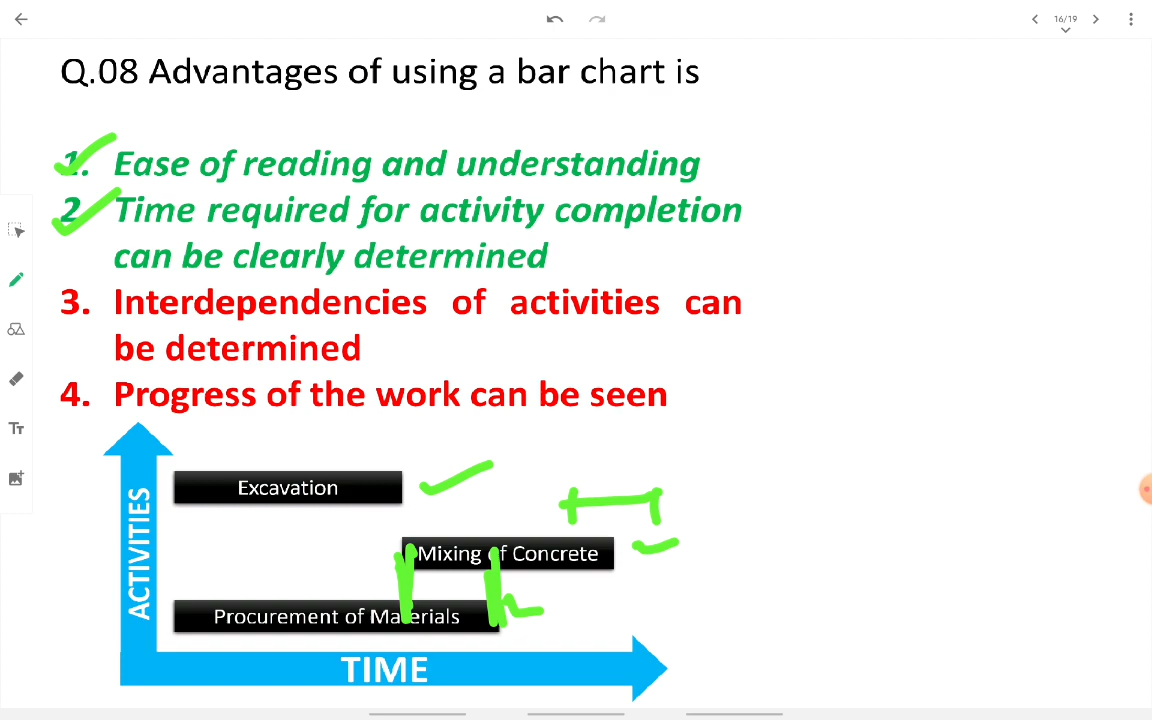 16/19
Q.08 Advantages of using a bar chart is
1. Ease of reading and understanding
2 Time required for activity completion
can be clearly determined
3. Interdependencies of activities can
be determined
4. Progress of the work can be seen
Tт
ACTIVITIES
Excavation
Mixing of Concrete
Procurement of Materials
TIME